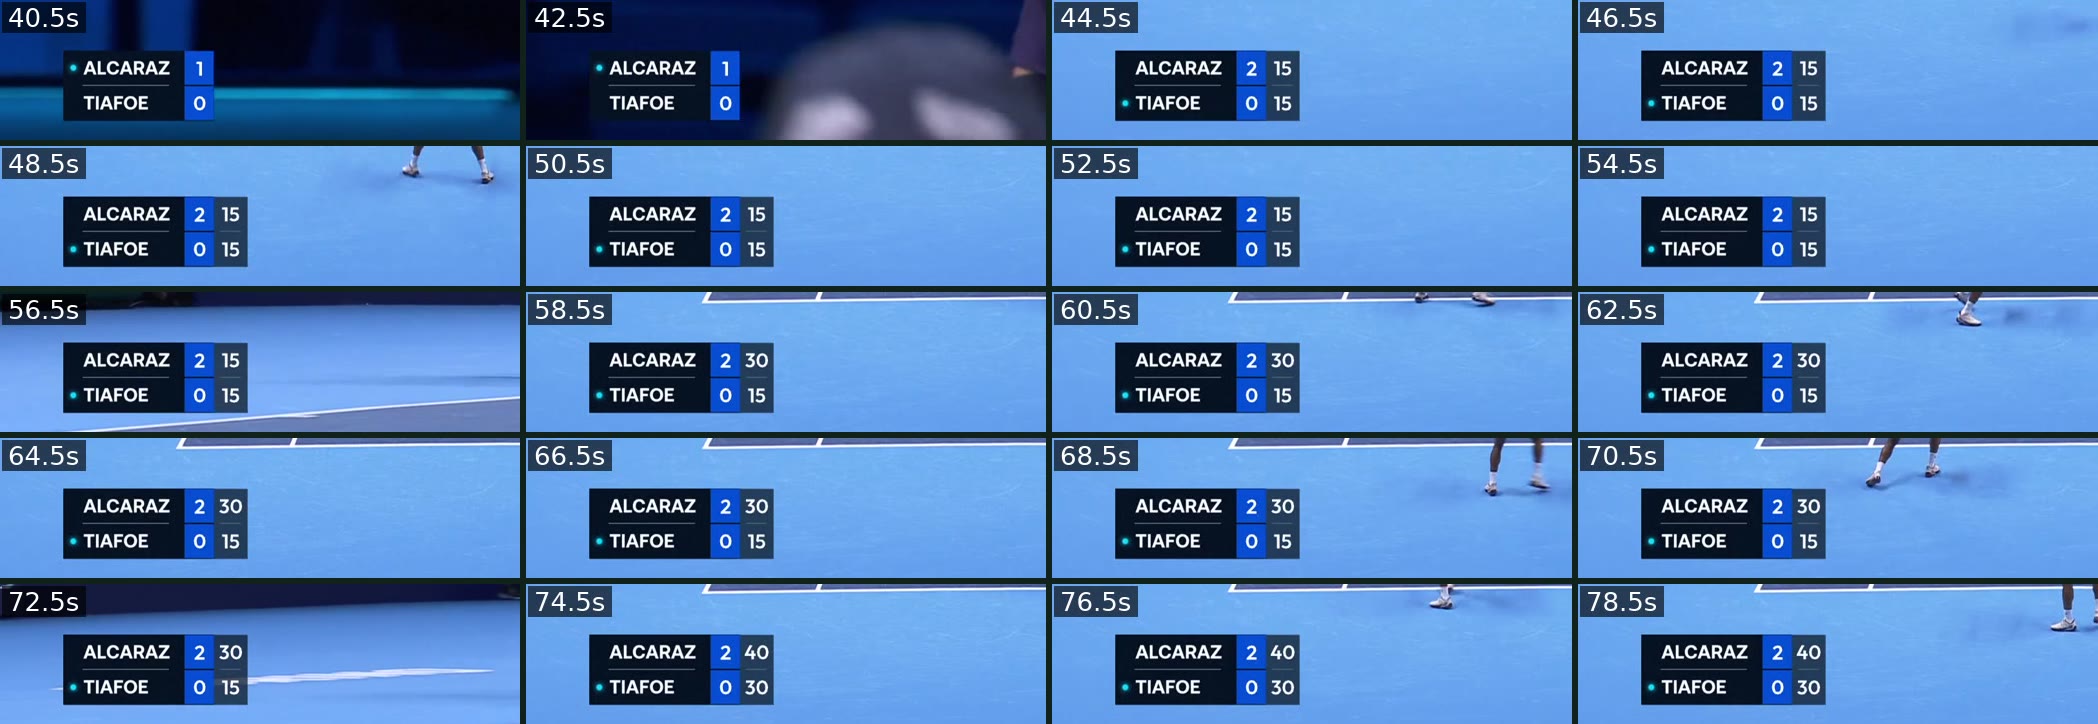 40.5s
ALCARAZ 1
TIAFOE 0
42.5s
ALCARAZ 1
TIAFOE 0
44.5s
ALCARAZ 2 15
TIAFOE 0 15
46.5s
ALCARAZ 2 15
TIAFOE 0 15
48.5s
ALCARAZ 2 15
TIAFOE 0 15
50.5s
ALCARAZ 2 15
TIAFOE 0 15
52.5s
ALCARAZ 2 15
TIAFOE 0 15
54.5s
ALCARAZ 2 15
TIAFOE 0 15
56.5s
ALCARAZ 2 15
TIAFOE 0 15
58.5s
ALCARAZ 2 30
TIAFOE 0 15
60.5s
ALCARAZ 2 30
TIAFOE 0 15
62.5s
ALCARAZ 2 30
TIAFOE 0 15
64.5s
ALCARAZ 2 30
TIAFOE 0 15
66.5s
ALCARAZ 2 30
TIAFOE 0 15
68.5s
ALCARAZ 2 30
TIAFOE 0 15
70.5s
ALCARAZ 2 30
TIAFOE 0 15
72.5s
ALCARAZ 2 30
TIAFOE 0 15
74.5s
ALCARAZ 2 40
TIAFOE 0 30
76.5s
ALCARAZ 2 40
TIAFOE 0 30
78.5s
ALCARAZ 2 40
TIAFOE 0 30